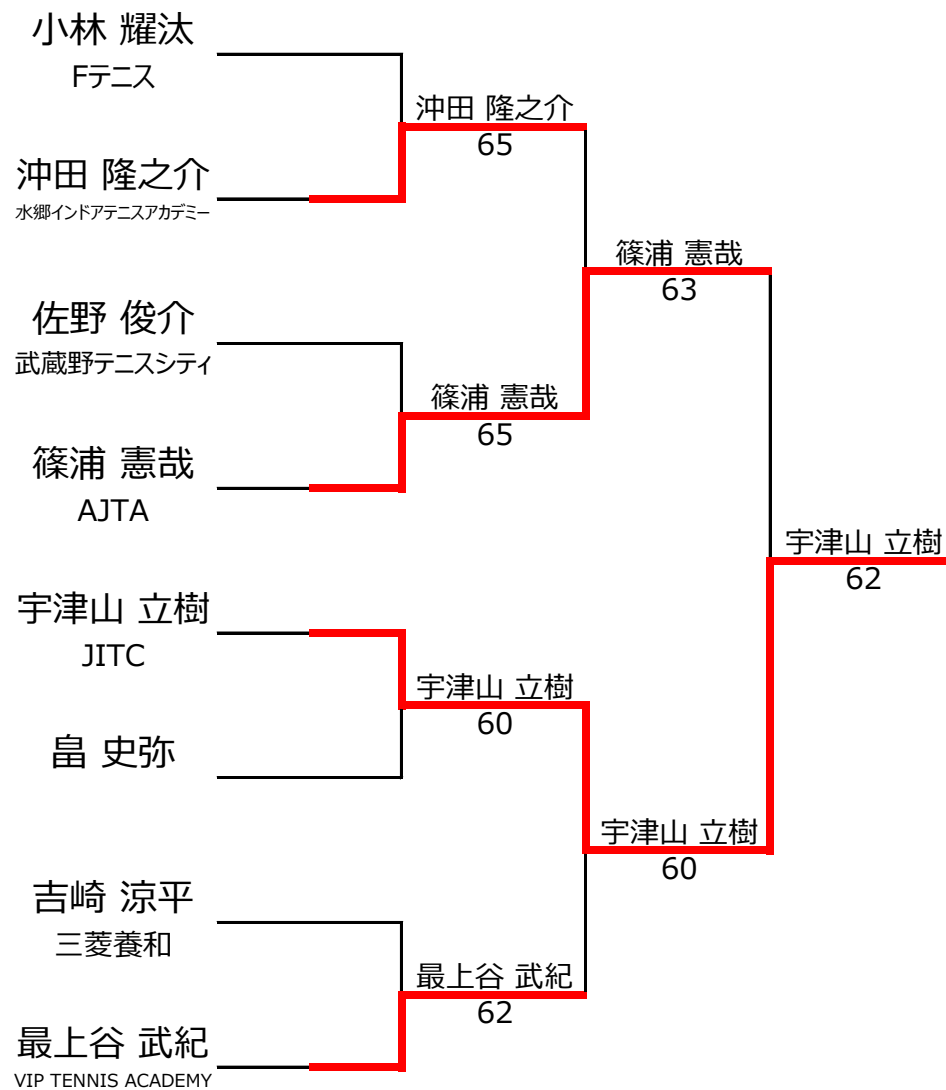 小林 耀汰
Fテニス
沖田 隆之介
65
沖田 隆之介
水郷インドアテニスアカデミー
篠浦 憲哉
63
佐野 俊介
武蔵野テニスシティ
篠浦 憲哉
65
篠浦 憲哉
AJTA
宇津山 立樹
62
宇津山 立樹
JITC
宇津山 立樹
60
畠 史弥
宇津山 立樹
60
吉崎 涼平
三菱養和
最上谷 武紀
62
最上谷 武紀
VIP TENNIS ACADEMY